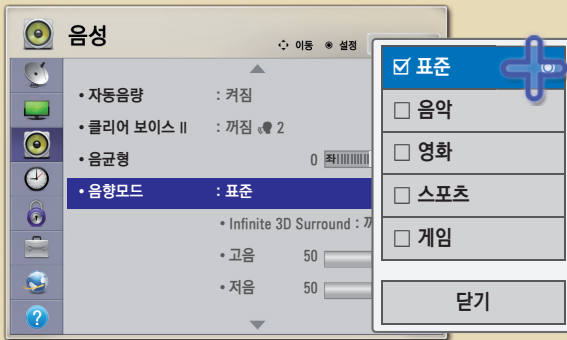 음성
이동 ◉ 설정
• 자동음량 : 켜짐
• 클리어 보이스 II : 꺼짐 2
• 음균형 0 좌
• 음향모드 : 표준
• Infinite 3D Surround :
• 고음 50
• 저음 50
?
☑ 표준
☐ 음악
☐ 영화
☐ 스포츠
☐ 게임
닫기